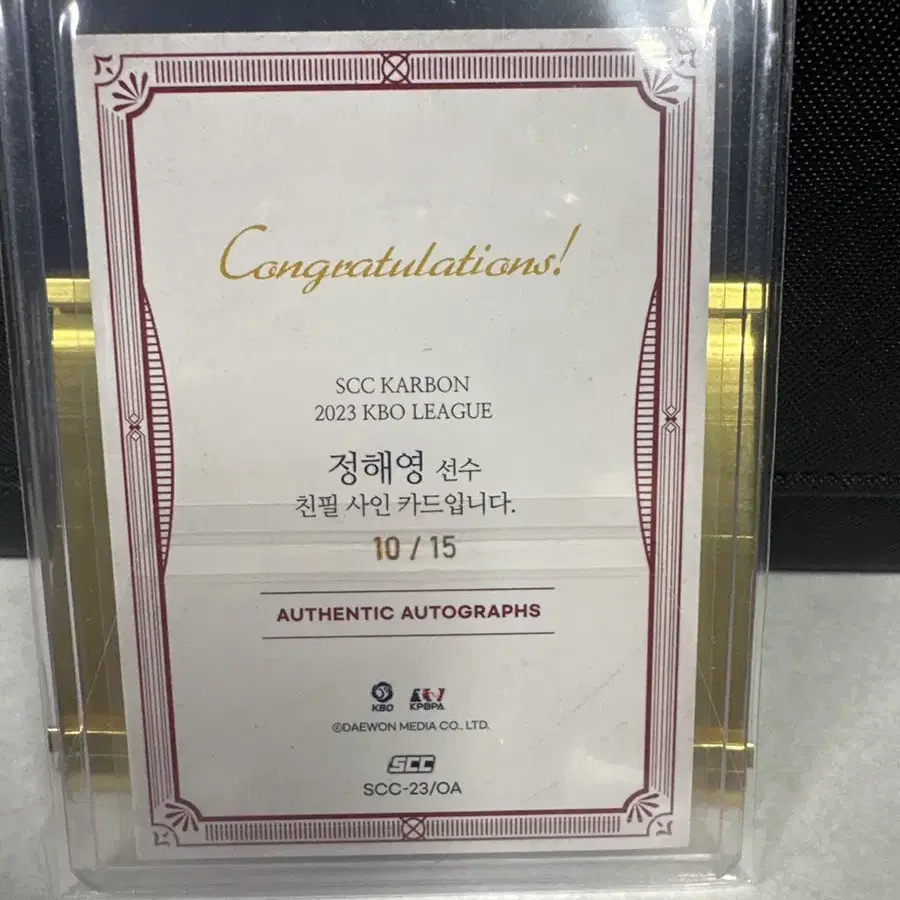 Congratulations!
SCC KARBON
2023 KBO LEAGUE
정해영 선수
친필 사인 카드입니다.
10 / 15
AUTHENTIC AUTOGRAPHS
KBO KPBPA
©DAEWON MEDIA CO., LTD.
SCC
SCC-23/OA